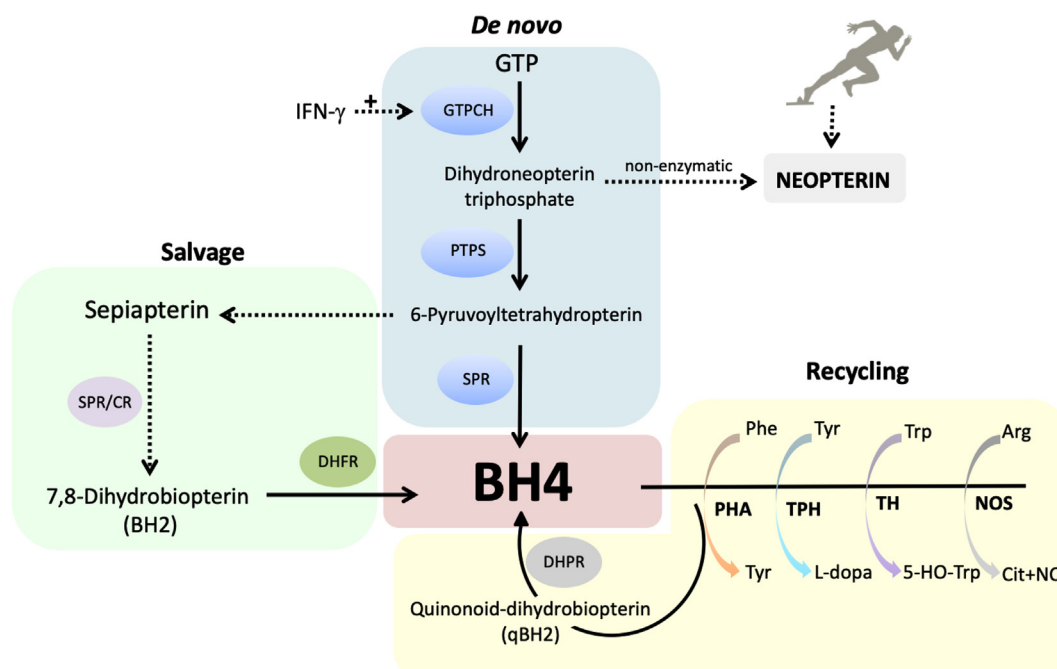 De novo
GTP
IFN-γ
+
GTPCH
Dihydroneopterin
triphosphate
non-enzymatic
NEOPTERIN
PTPS
Salvage
Sepiapterin
6-Pyruvoyltetrahydropterin
SPR/CR
SPR
Recycling
Phe
Tyr
Trp
Arg
DHFR
BH4
7,8-Dihydrobiopterin
(BH2)
PHA
TPH
TH
NOS
DHPR
Tyr
L-dopa
5-HO-Trp
Cit+NO
Quinonoid-dihydrobiopterin
(qBH2)